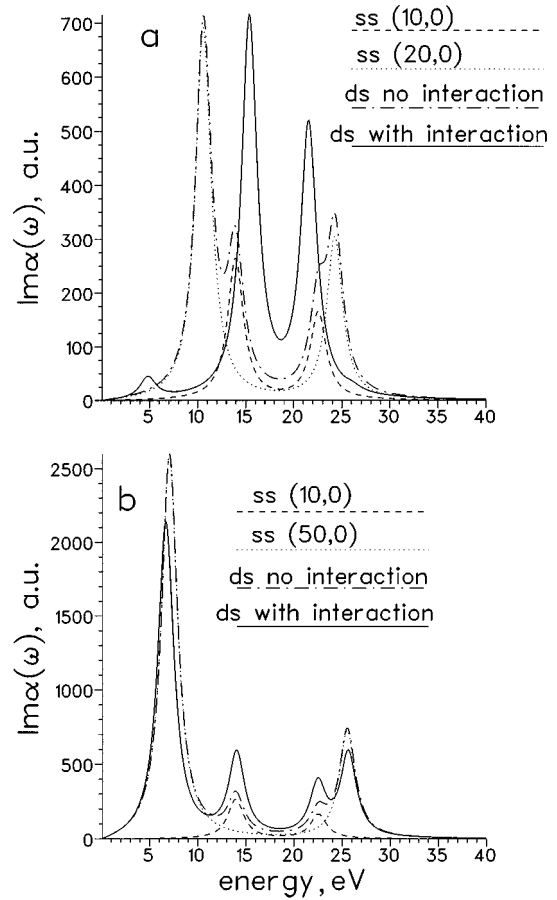 a
ss (10,0)
ss (20,0)
ds no interaction
ds with interaction
Imα(ω), a.u.
700
600
500
400
300
200
100
0
5 10 15 20 25 30 35 40
b
ss (10,0)
ss (50,0)
ds no interaction
ds with interaction
Imα(ω), a.u.
2500
2000
1500
1000
500
0
5 10 15 20 25 30 35 40
energy, eV